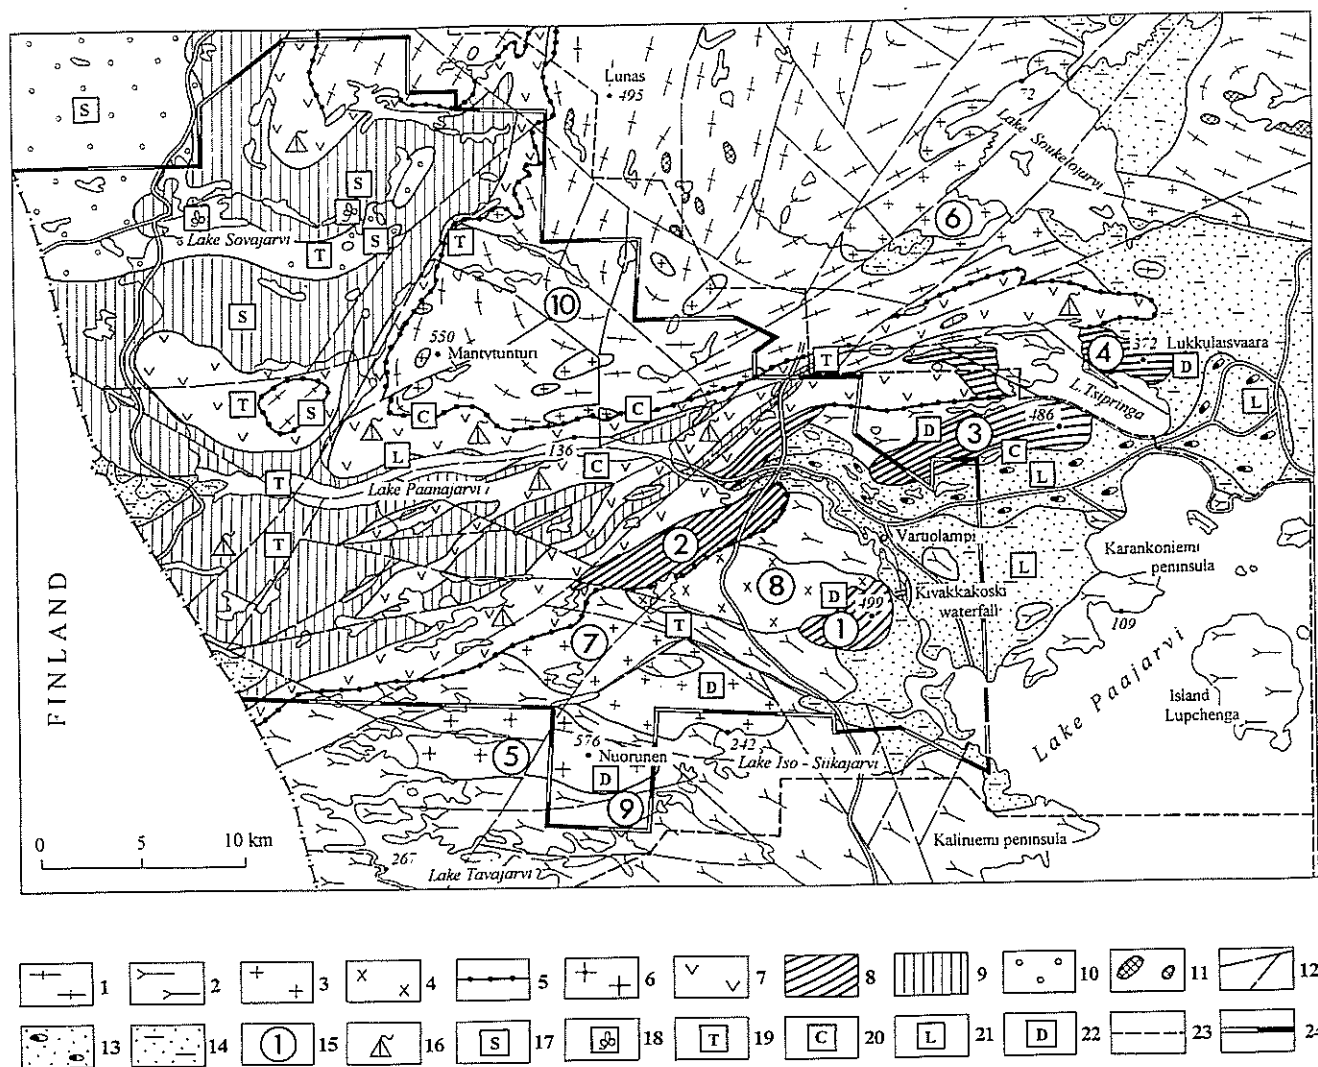 Lunas
495
72
Lake Soukelojarvi
S
S
Lake Sovajarvi
T
S
T
6
S
10
550
Mantytunturi
T
4
372
Lukkulaisvaara
D
L. Tsipringa
T
S
C
C
L
D
3
486
C
L
L
136
C
T
Lake Paanajarvi
T
2
8
D
499
1
Varuolampi
Kivakkakoski
waterfall
L
Karankoniemi
peninsula
109
FINLAND
7
T
D
Lake Paajarvi
Island
Lupchenga
5
576
Nuorunen
D
9
242
Lake Iso - Siikajarvi
Kaliniemi peninsula
0 5 10 km
267
Lake Tavajarvi
1 2 3 4 5 6 7 8 9 10 11 12
13 14 1 15 16 S 17 18 T 19 C 20 L 21 D 22 23